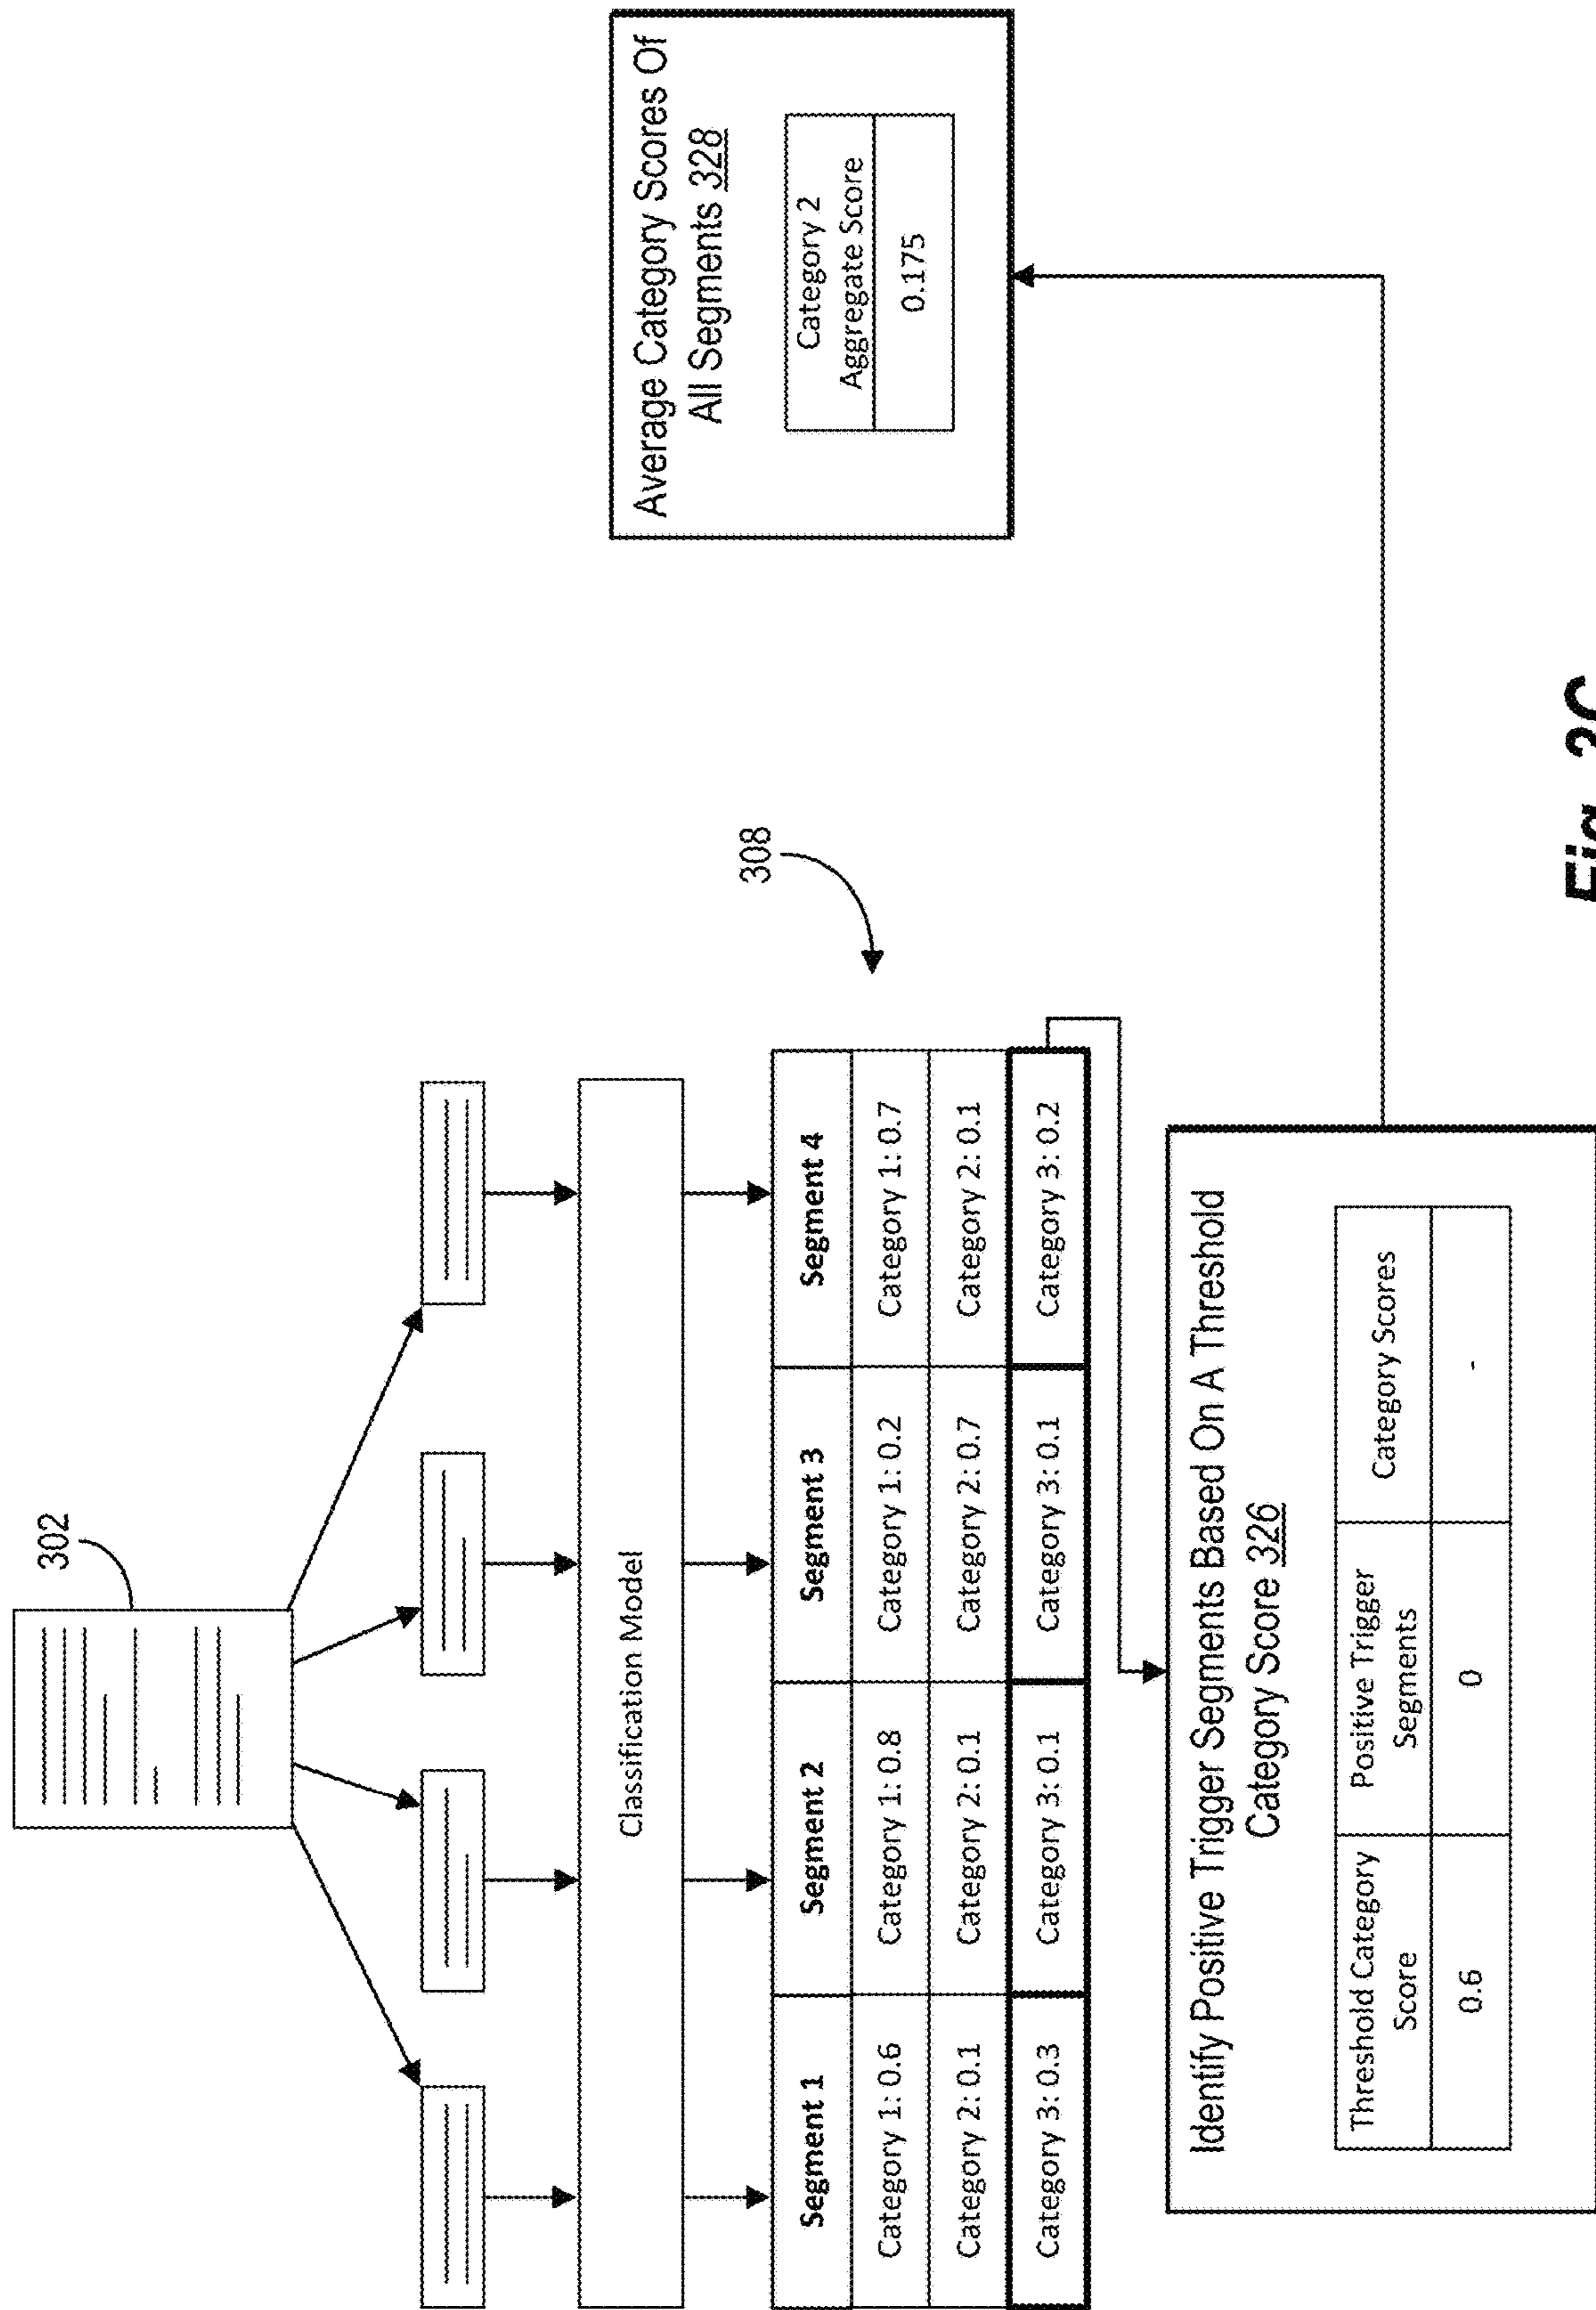 302
Classification Model
308
Segment 1
Segment 2
Segment 3
Segment 4
Category 1: 0.6
Category 1: 0.8
Category 1: 0.2
Category 1: 0.7
Category 2: 0.1
Category 2: 0.1
Category 2: 0.7
Category 2: 0.1
Category 3: 0.3
Category 3: 0.1
Category 3: 0.1
Category 3: 0.2
Average Category Scores Of
All Segments 328
Category 2
Aggregate Score
0.175
Identify Positive Trigger Segments Based On A Threshold
Category Score 326
Threshold Category
Score
Positive Trigger
Segments
Category Scores
0.6
0
-
Fig. 3C